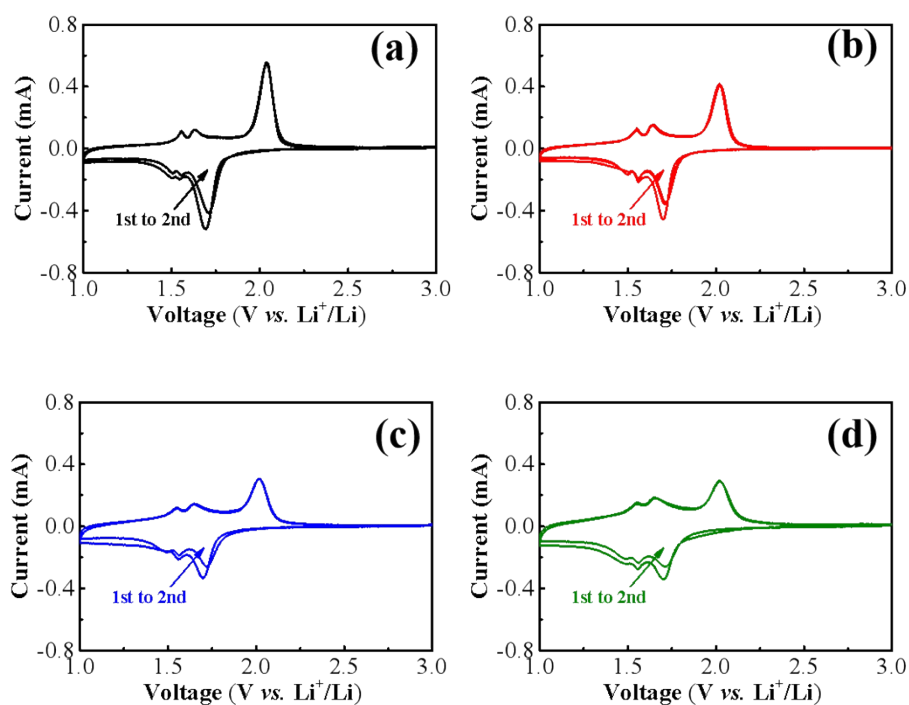 (a)
Current (mA)
0.8
0.4
0.0
-0.4
-0.8
1st to 2nd
1.0 1.5 2.0 2.5 3.0
Voltage (V vs. Li⁺/Li)
(b)
Current (mA)
0.8
0.4
0.0
-0.4
-0.8
1st to 2nd
1.0 1.5 2.0 2.5 3.0
Voltage (V vs. Li⁺/Li)
(c)
Current (mA)
0.8
0.4
0.0
-0.4
-0.8
1st to 2nd
1.0 1.5 2.0 2.5 3.0
Voltage (V vs. Li⁺/Li)
(d)
Current (mA)
0.8
0.4
0.0
-0.4
-0.8
1st to 2nd
1.0 1.5 2.0 2.5 3.0
Voltage (V vs. Li⁺/Li)